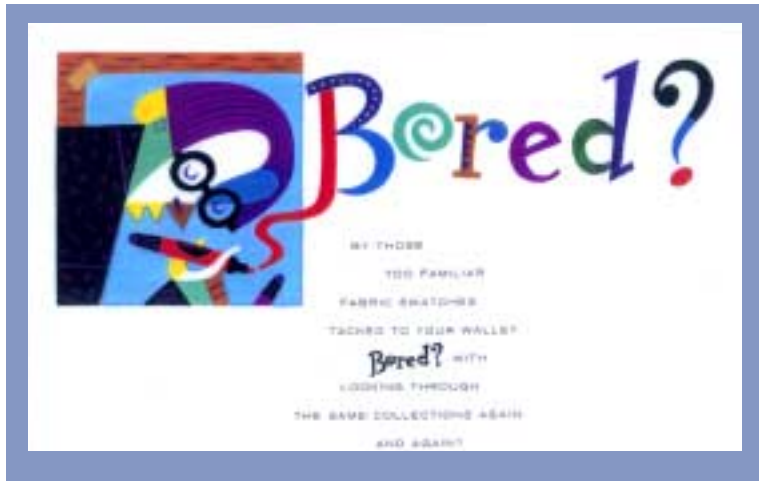 Bored?
BY THOSE
TOO FAMILIAR
FABRIC SWATCHES
TACKED TO YOUR WALLS?
Bored? WITH
LOOKING THROUGH
THE SAME COLLECTIONS AGAIN
AND AGAIN?